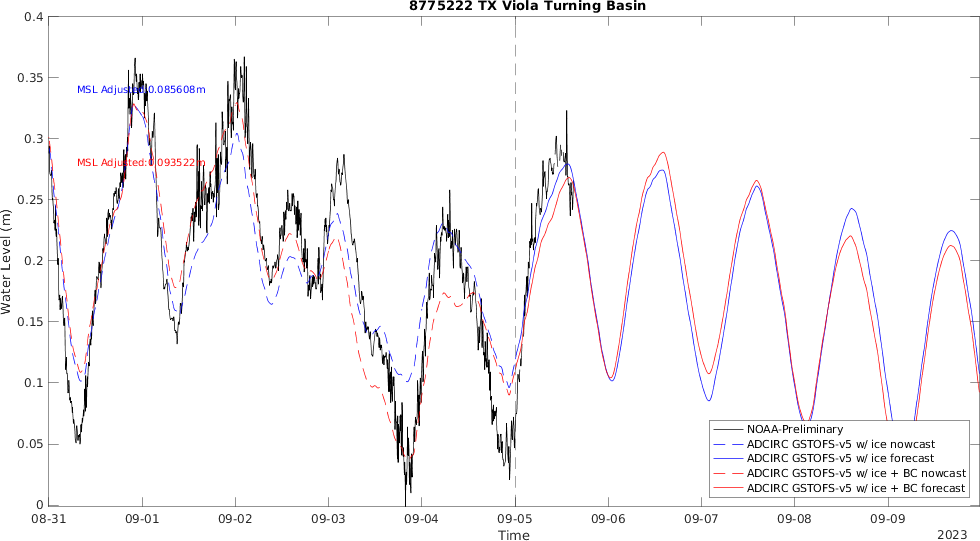 8775222 TX Viola Turning Basin
0.4
0.35
0.3
0.25
0.2
0.15
0.1
0.05
0
Water Level (m)
MSL Adjusted:0.085608m
MSL Adjusted:0.093522m
NOAA-Preliminary
ADCIRC GSTOFS-v5 w/ ice nowcast
ADCIRC GSTOFS-v5 w/ ice forecast
ADCIRC GSTOFS-v5 w/ ice + BC nowcast
ADCIRC GSTOFS-v5 w/ ice + BC forecast
08-31 09-01 09-02 09-03 09-04 09-05 09-06 09-07 09-08 09-09
Time
2023